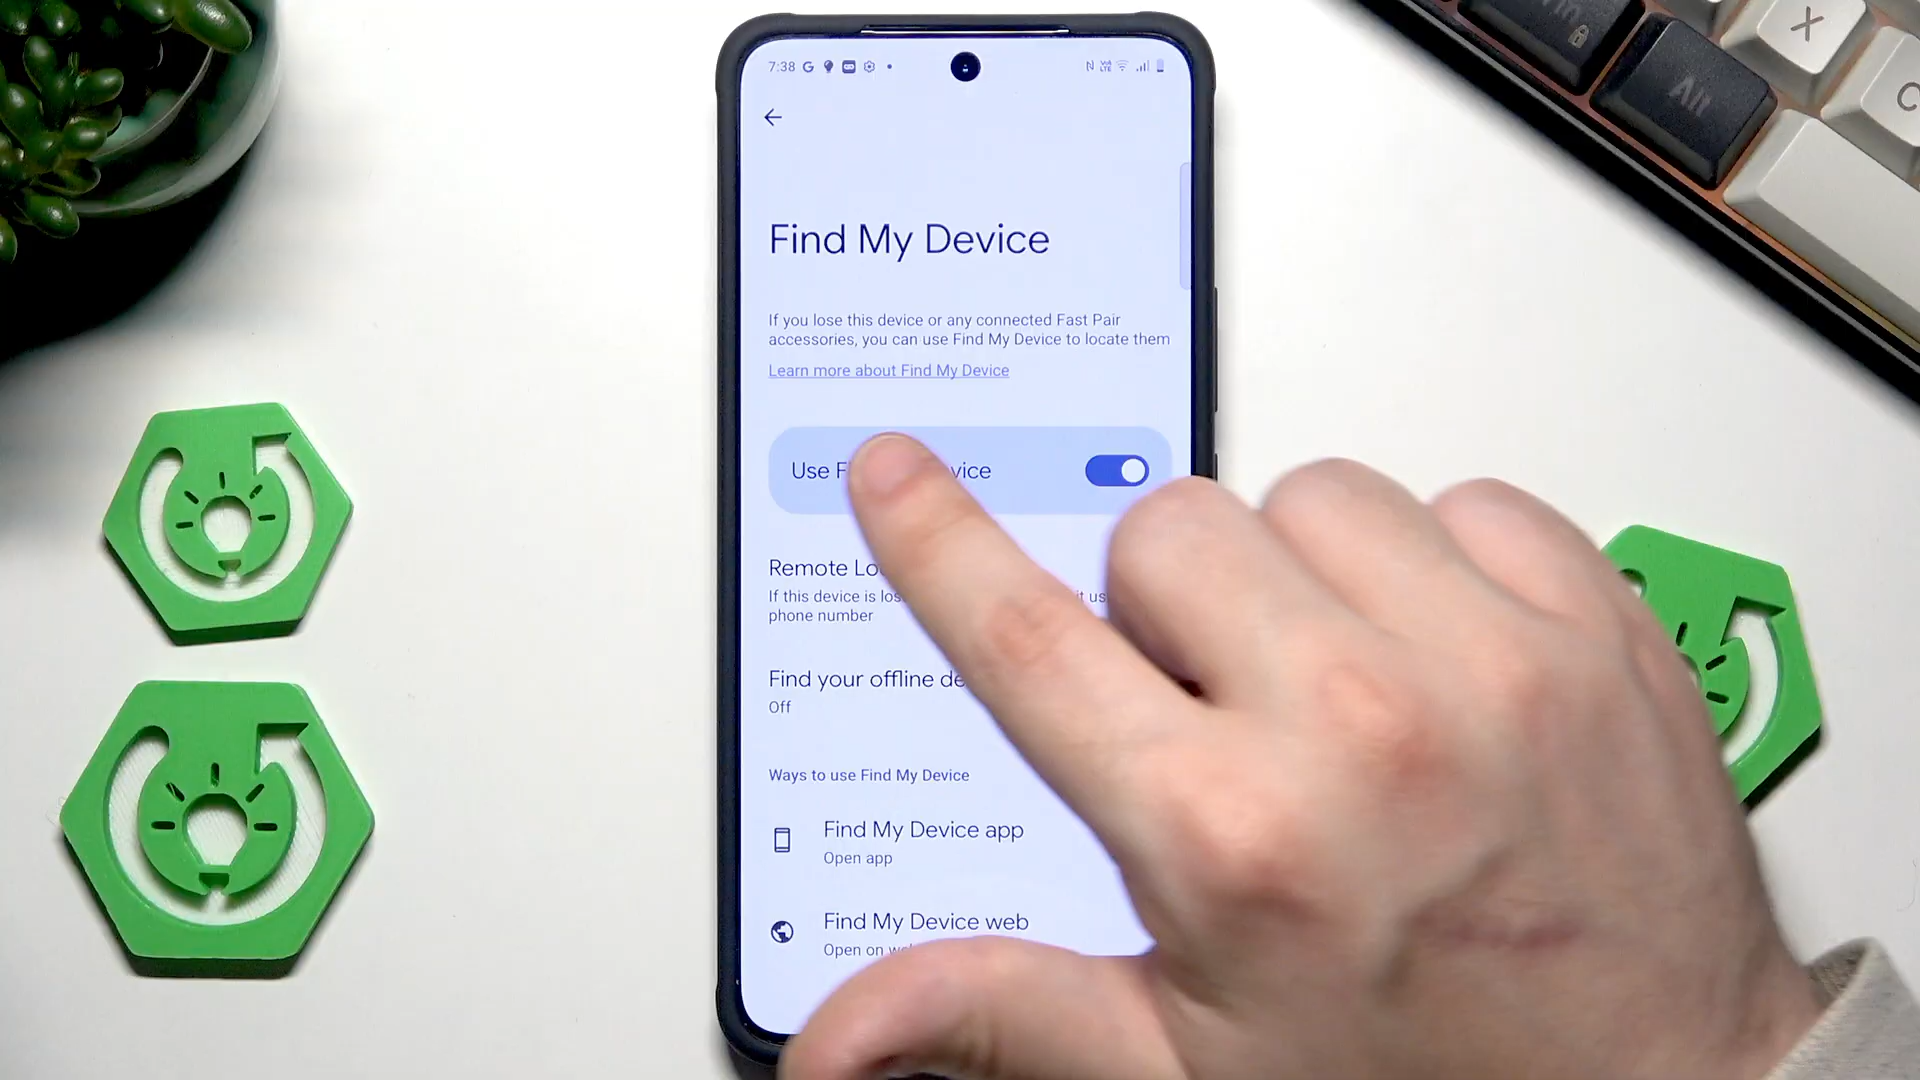 7:38
Find My Device
If you lose this device or any connected Fast Pair
accessories, you can use Find My Device to locate them
Learn more about Find My Device
Use F vice
Remote Lo
If this device is los it us
phone number
Find your offline de
Off
Ways to use Find My Device
Find My Device app
Open app
Find My Device web
Open on we
Alt
X
C